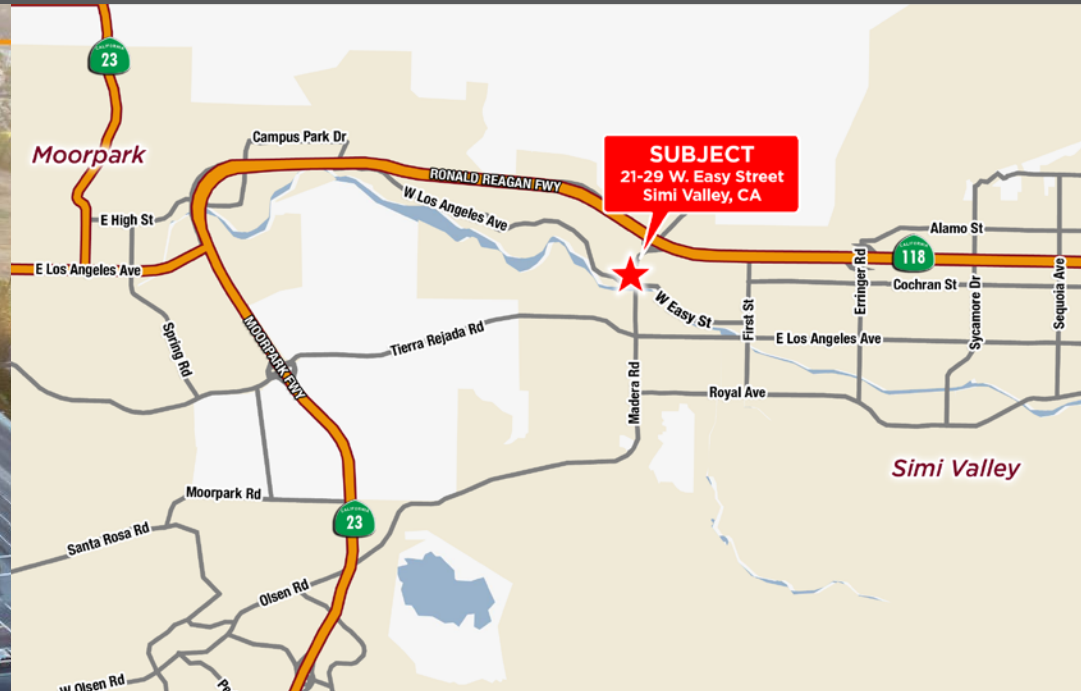 CALIFORNIA
23
Moorpark
Campus Park Dr
RONALD REAGAN FWY
SUBJECT
21-29 W. Easy Street
Simi Valley, CA
W Los Angeles Ave
E High St
Alamo St
E Los Angeles Ave
CALIFORNIA
118
Erringer Rd
Cochran St
Sycamore Dr
Sequoia Ave
W Easy St
First St
Spring Rd
MOORPARK FWY
Tierra Rejada Rd
E Los Angeles Ave
Madera Rd
Royal Ave
Simi Valley
Moorpark Rd
CALIFORNIA
23
Santa Rosa Rd
Olsen Rd
W Olsen Rd